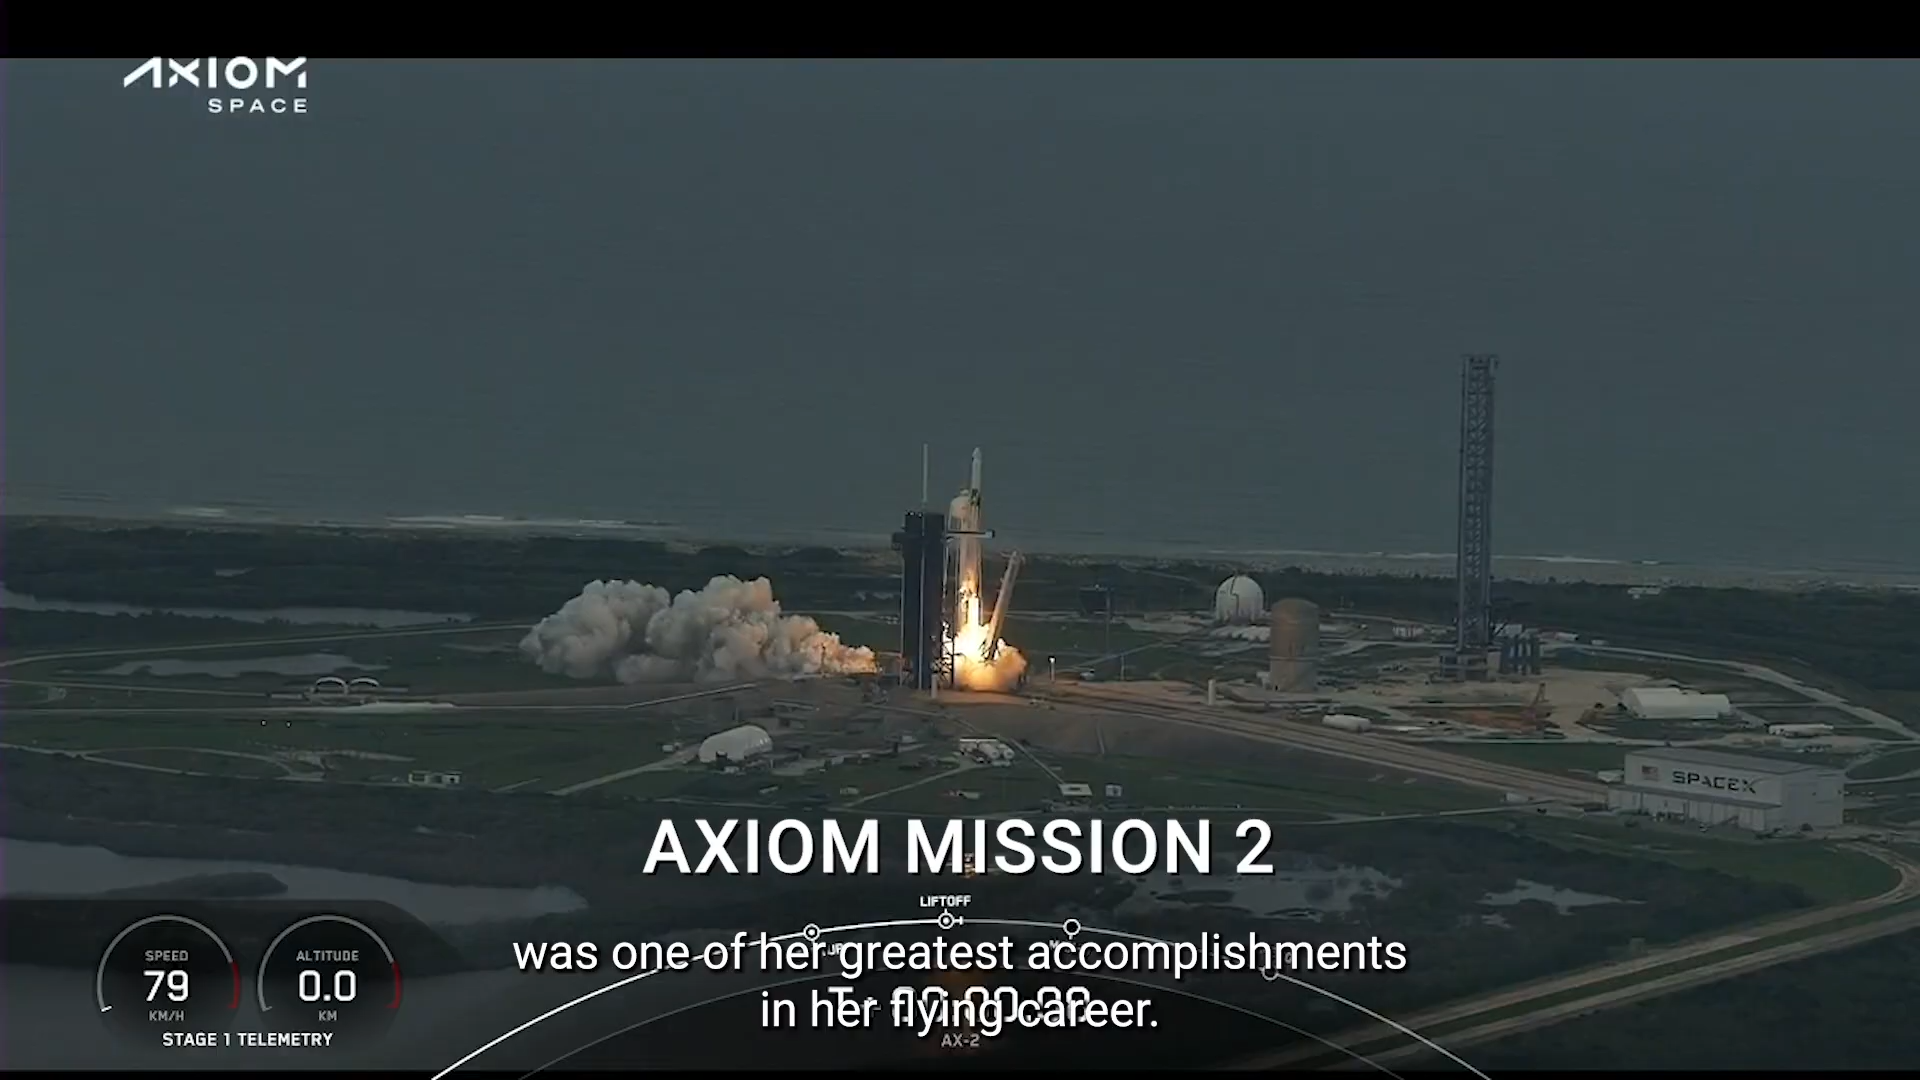 AXIOM
SPACE
SPACEX
AXIOM MISSION 2
LIFTOFF
was one of her greatest accomplishments
in her flying career.
SPEED
79
KM/H
ALTITUDE
0.0
KM
STAGE 1 TELEMETRY
AX-2